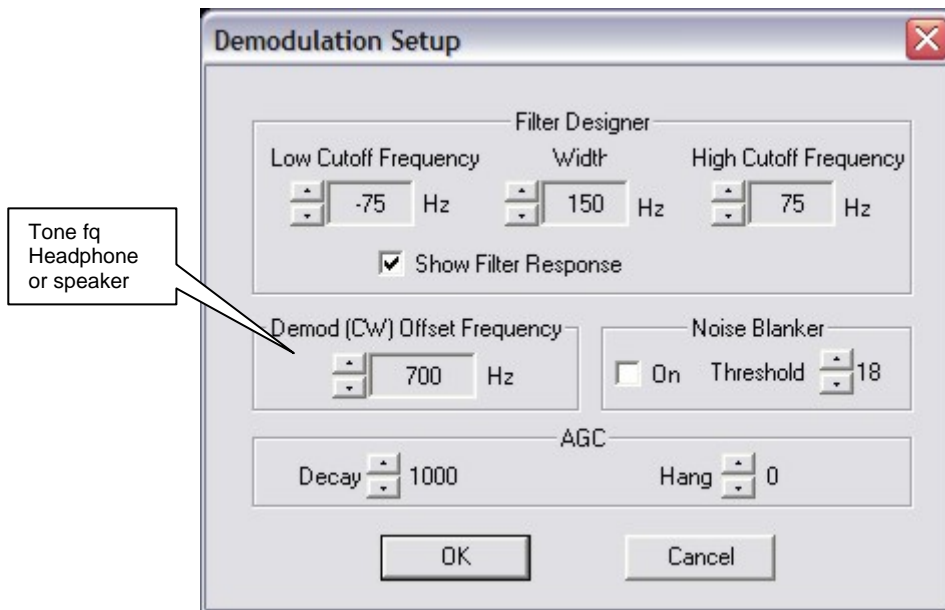 Demodulation Setup
Filter Designer
Low Cutoff Frequency Width High Cutoff Frequency
-75 Hz 150 Hz 75 Hz
Show Filter Response
Tone fq
Headphone
or speaker
Demod (CW) Offset Frequency
700 Hz
Noise Blanker
On Threshold 18
AGC
Decay 1000 Hang 0
OK Cancel